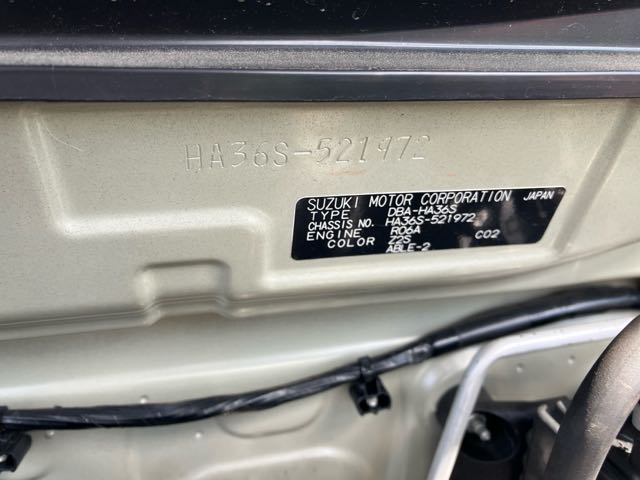 HA36S-521972
SUZUKI MOTOR CORPORATION JAPAN
TYPE DBA-HA36S
CHASSIS NO. HA36S-521972
ENGINE R06A C02
COLOR Z2S
ABLE-2